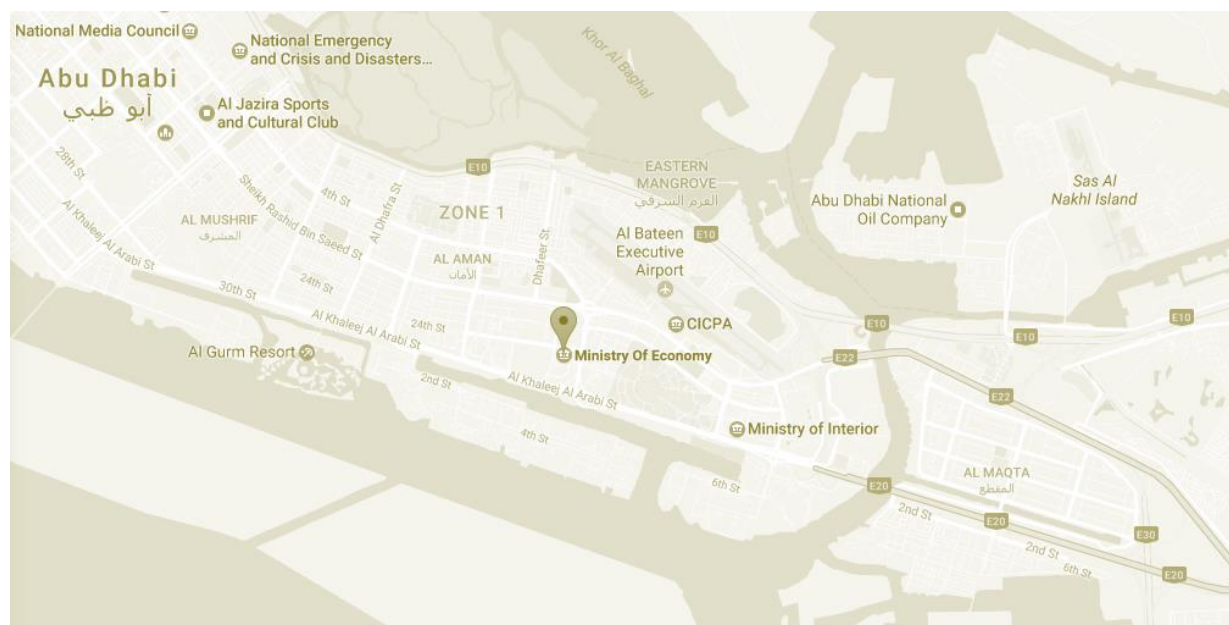 National Media Council
National Emergency
and Crisis and Disasters...
Abu Dhabi
أبو ظبي
Al Jazira Sports
and Cultural Club
Khor Al Baghal
28th St
Sheikh Rashid Bin Saeed St
4th St
Al Dhafra St
E10
ZONE 1
EASTERN
MANGROVE
القرم الشرقي
Abu Dhabi National
Oil Company
Sas Al
Nakhl Island
AL MUSHRIF
المشرف
Al Khaleej Al Arabi St
AL AMAN
الأمان
Dhafeer St
Al Bateen
Executive
Airport
E10
30th St
24th St
24th St
Al Khaleej Al Arabi St
CICPA
E10
E10
E10
Al Gurm Resort
Ministry Of Economy
E22
2nd St
Al Khaleej Al Arabi St
E22
4th St
Ministry of Interior
6th St
AL MAQTA
المقطع
E20
2nd St
E20
E30
2nd St
6th St
E20